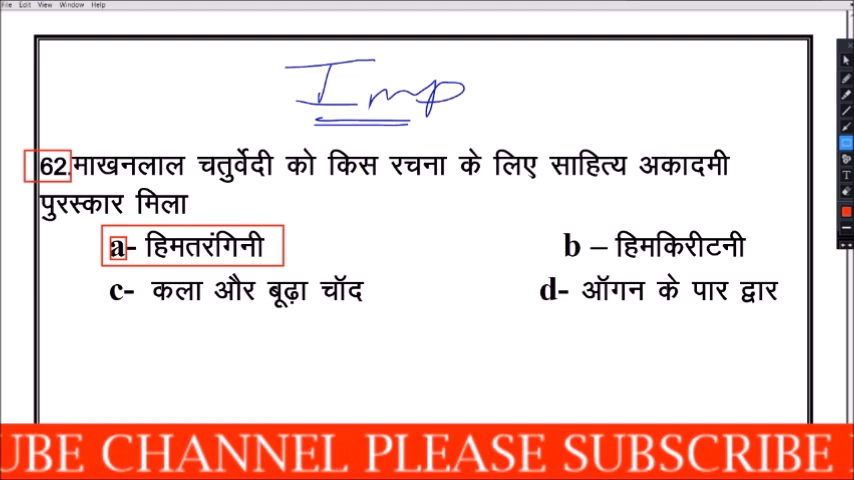 File Edit View Window Help
Imp
62.माखनलाल चतुर्वेदी को किस रचना के लिए साहित्य अकादमी
पुरस्कार मिला
a- हिमतरंगिनी b – हिमकिरीटनी
c- कला और बूढ़ा चॉद d- ऑगन के पार द्वार
UBE CHANNEL PLEASE SUBSCRIBE